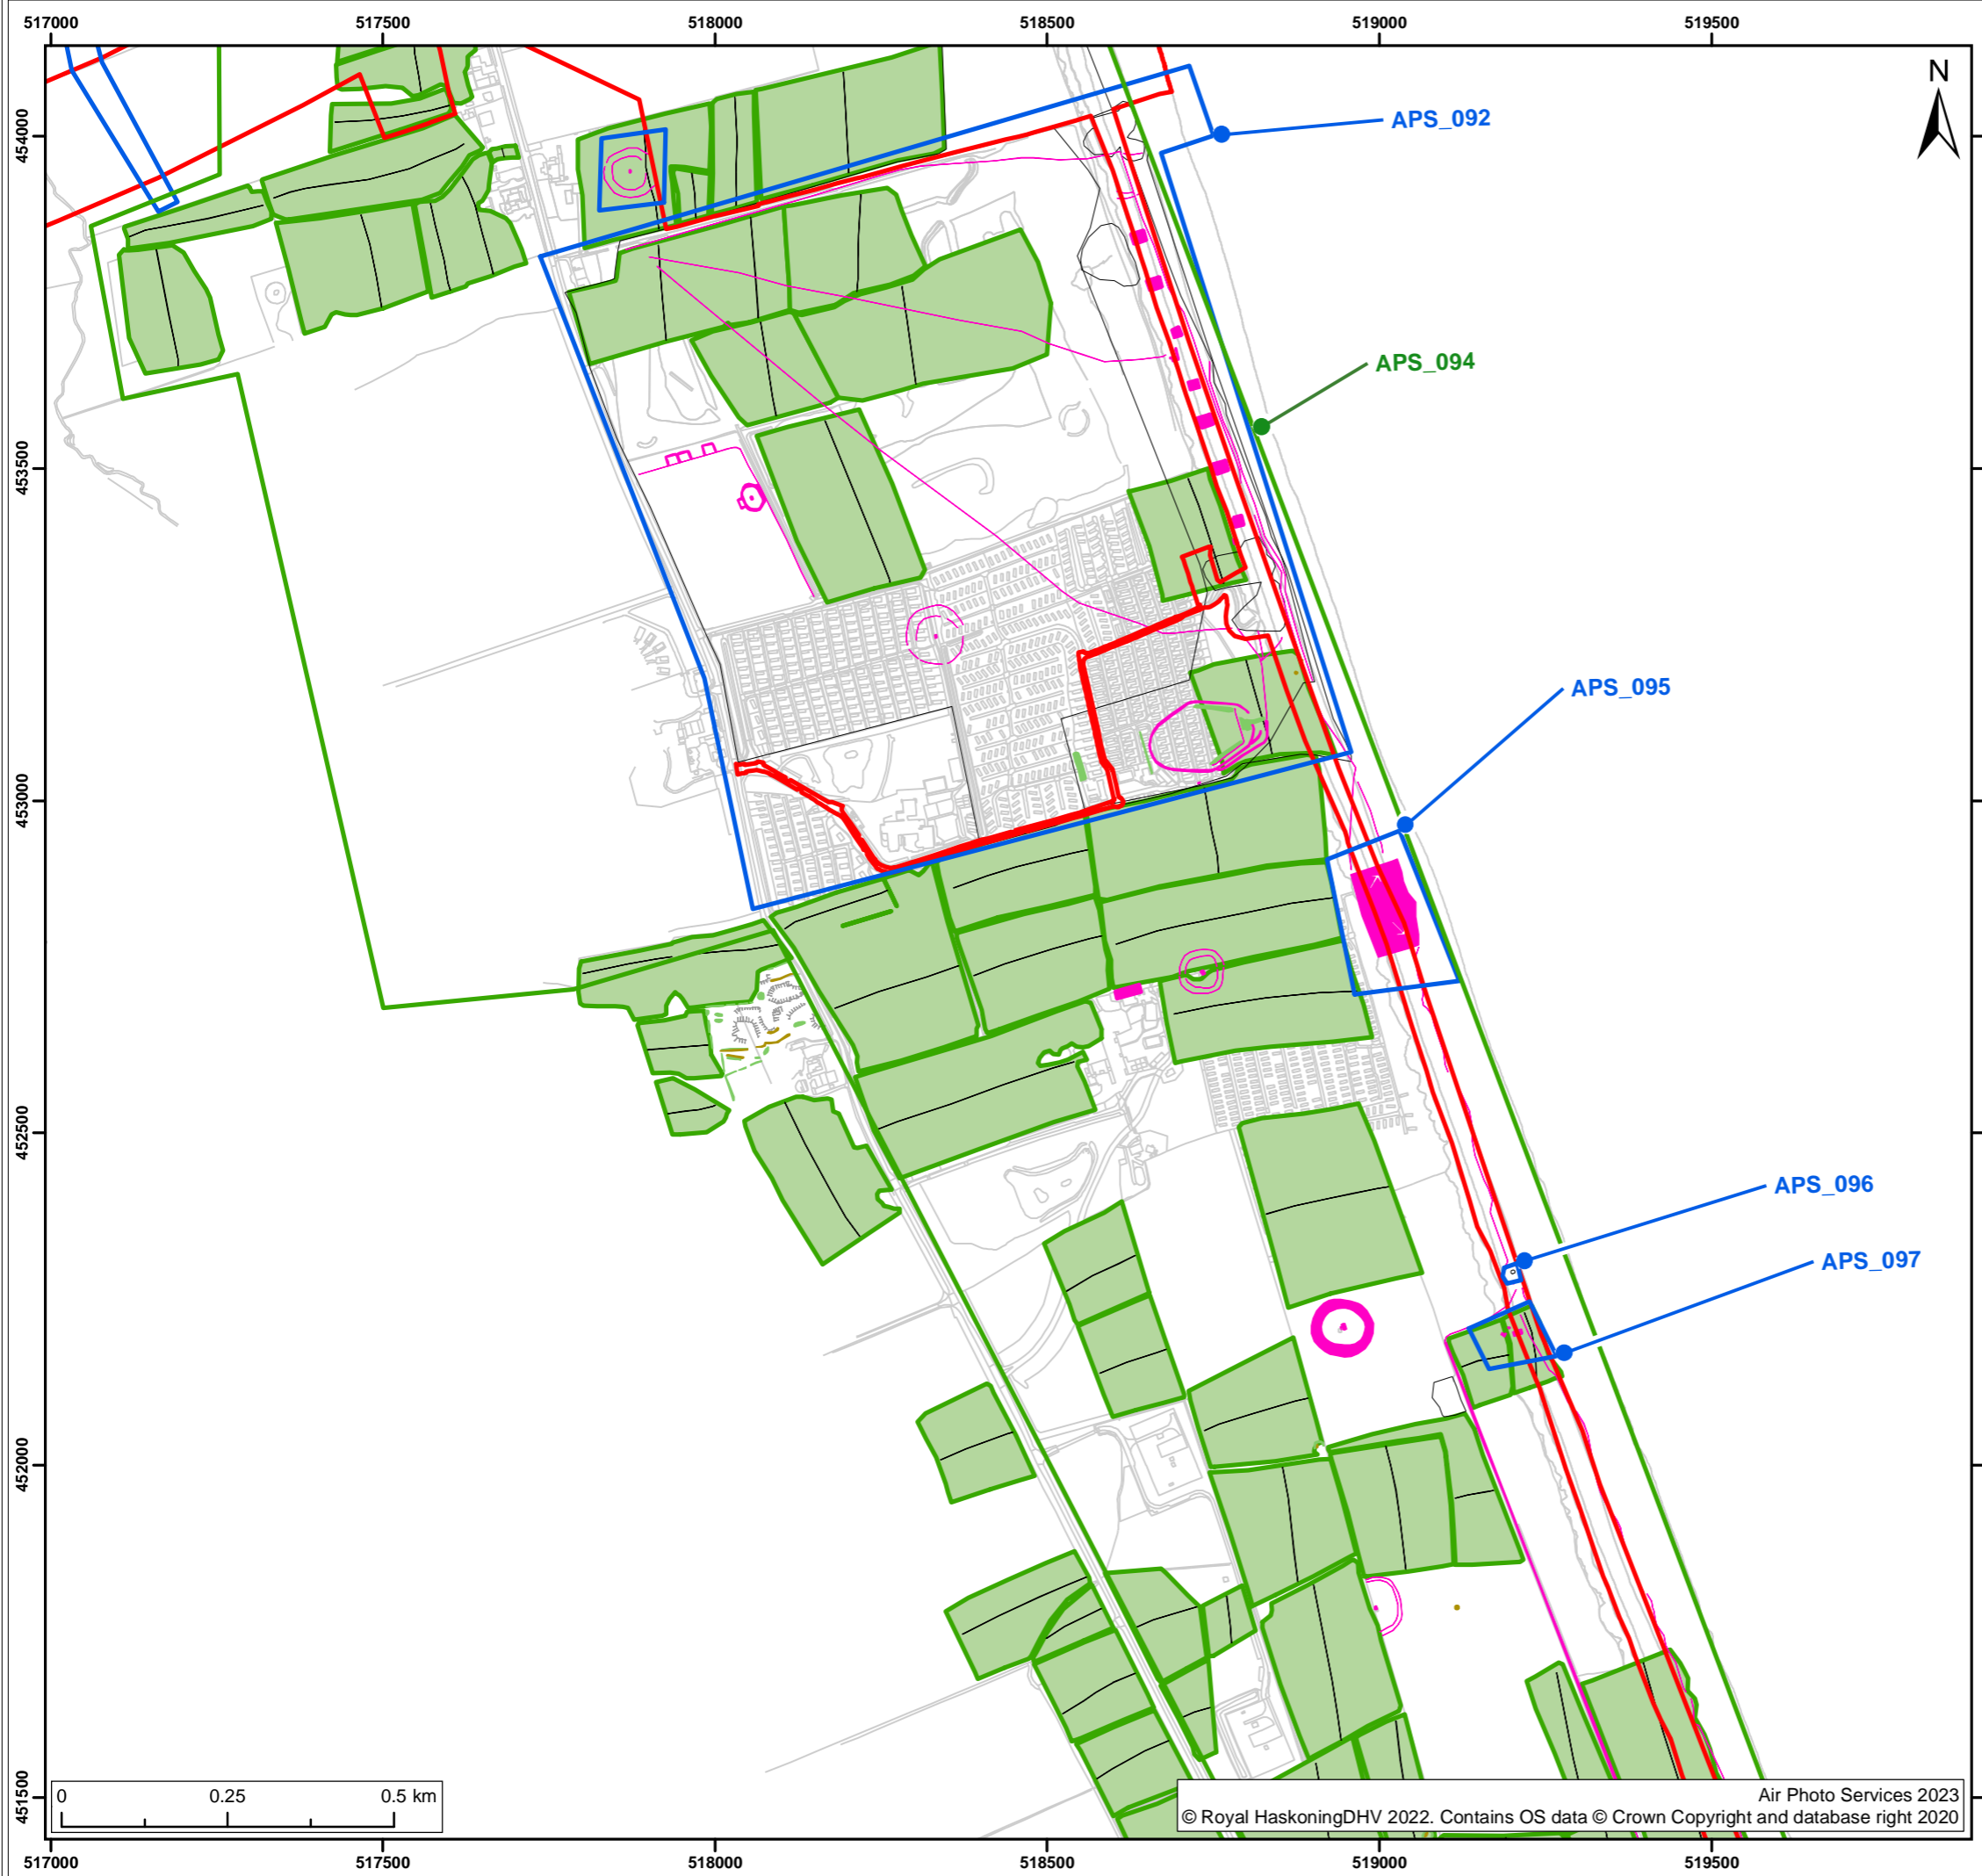 517000 517500 518000 518500 519000 519500
N
454000
APS_092
APS_094
453500
APS_095
453000
452500
APS_096
APS_097
452000
451500
0 0.25 0.5 km
Air Photo Services 2023
© Royal HaskoningDHV 2022. Contains OS data © Crown Copyright and database right 2020
517000 517500 518000 518500 519000 519500